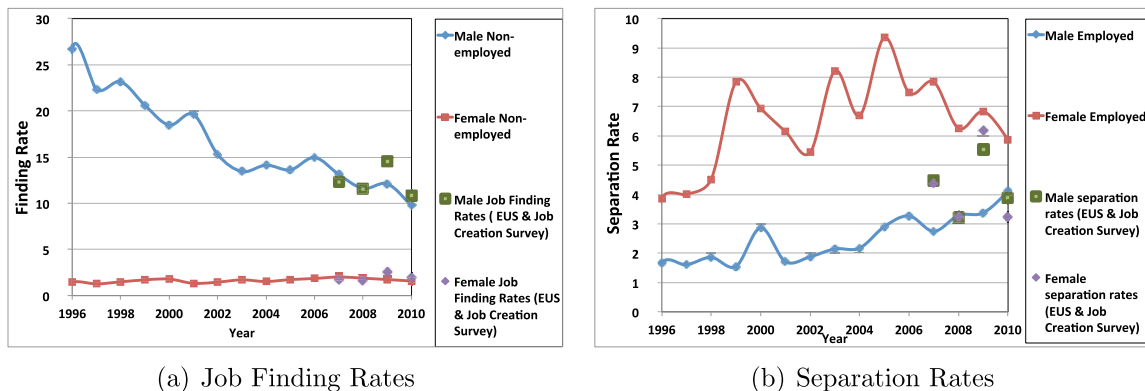 30
25
20
15
10
5
0
Finding Rate
1996 1998 2000 2002 2004 2006 2008 2010
Year
Male Non-
employed
Female Non-
employed
Male Job Finding
Rates ( EUS & Job
Creation Survey)
Female Job
Finding Rates (EUS
& Job Creation
Survey)
(a) Job Finding Rates
10
9
8
7
6
5
4
3
2
1
0
Separation Rate
1996 1998 2000 2002 2004 2006 2008 2010
Year
Male Employed
Female Employed
Male separation
rates (EUS & Job
Creation Survey)
Female
separation rates
(EUS & Job
Creation Survey)
(b) Separation Rates